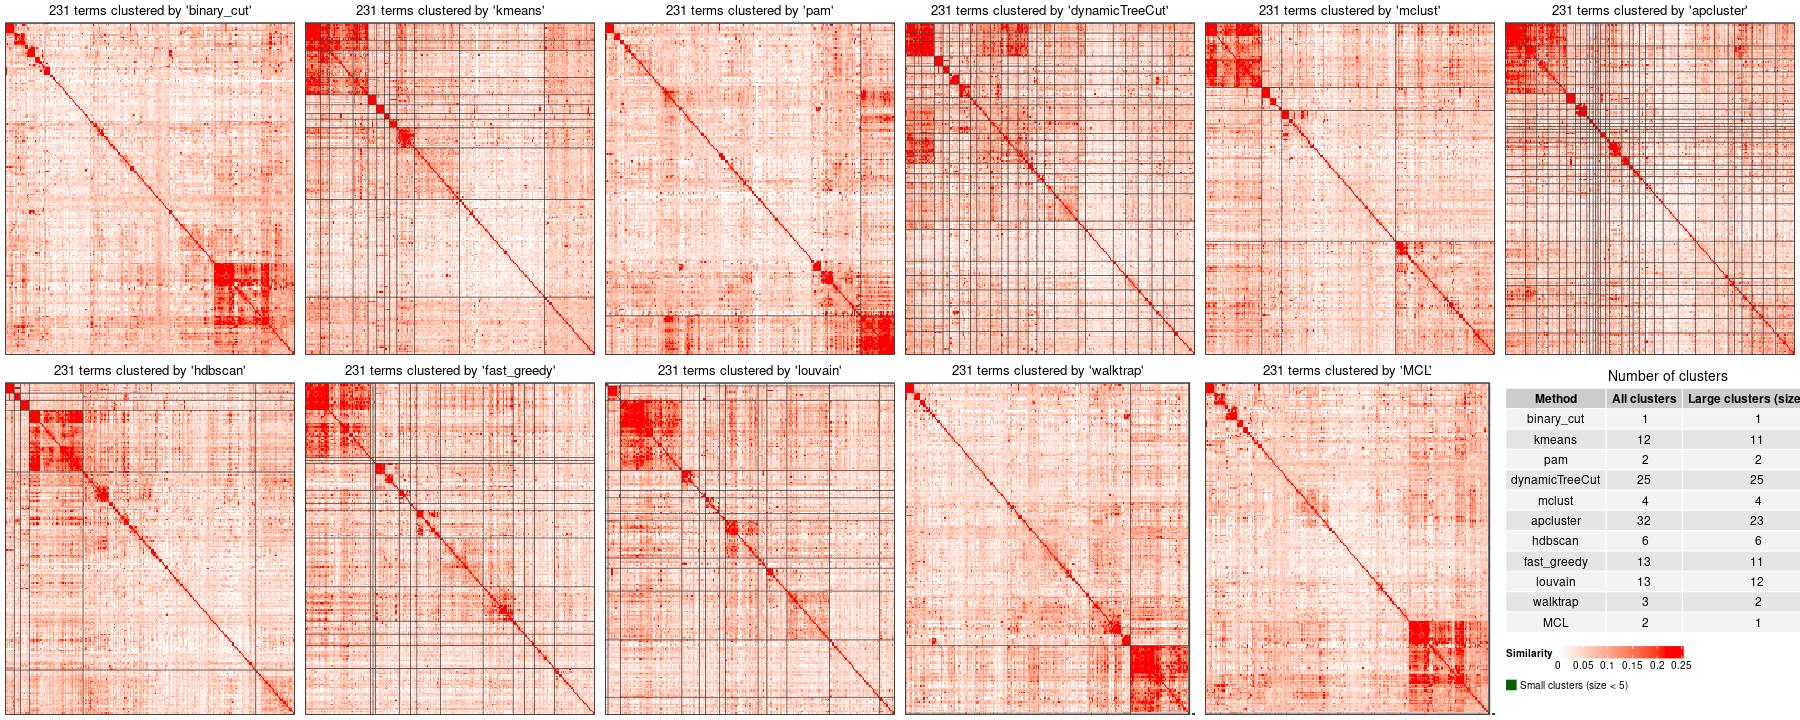 231 terms clustered by 'binary_cut'
231 terms clustered by 'kmeans'
231 terms clustered by 'pam'
231 terms clustered by 'dynamicTreeCut'
231 terms clustered by 'mclust'
231 terms clustered by 'apcluster'
231 terms clustered by 'hdbscan'
231 terms clustered by 'fast_greedy'
231 terms clustered by 'louvain'
231 terms clustered by 'walktrap'
231 terms clustered by 'MCL'
Number of clusters
Method All clusters Large clusters (size
binary_cut 1 1
kmeans 12 11
pam 2 2
dynamicTreeCut 25 25
mclust 4 4
apcluster 32 23
hdbscan 6 6
fast_greedy 13 11
louvain 13 12
walktrap 3 2
MCL 2 1
Similarity
0 0.05 0.1 0.15 0.2 0.25
Small clusters (size < 5)